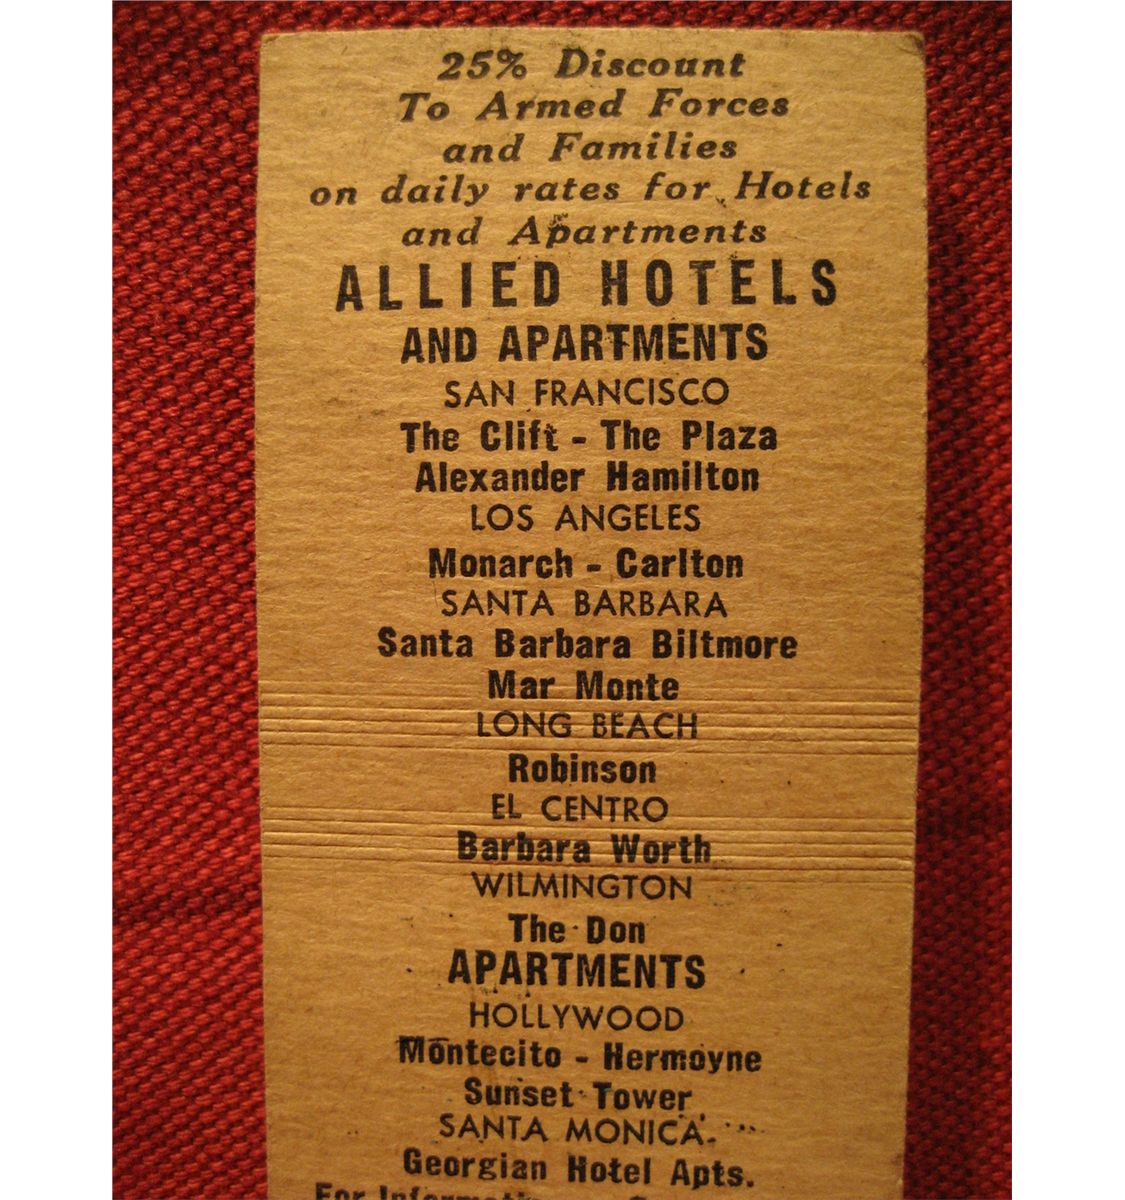 25% Discount
To Armed Forces
and Families
on daily rates for Hotels
and Apartments
ALLIED HOTELS
AND APARTMENTS
SAN FRANCISCO
The Clift - The Plaza
Alexander Hamilton
LOS ANGELES
Monarch - Carlton
SANTA BARBARA
Santa Barbara Biltmore
Mar Monte
LONG BEACH
Robinson
EL CENTRO
Barbara Worth
WILMINGTON
The Don
APARTMENTS
HOLLYWOOD
Montecito - Hermoyne
Sunset Tower
SANTA MONICA
Georgian Hotel Apts.
For